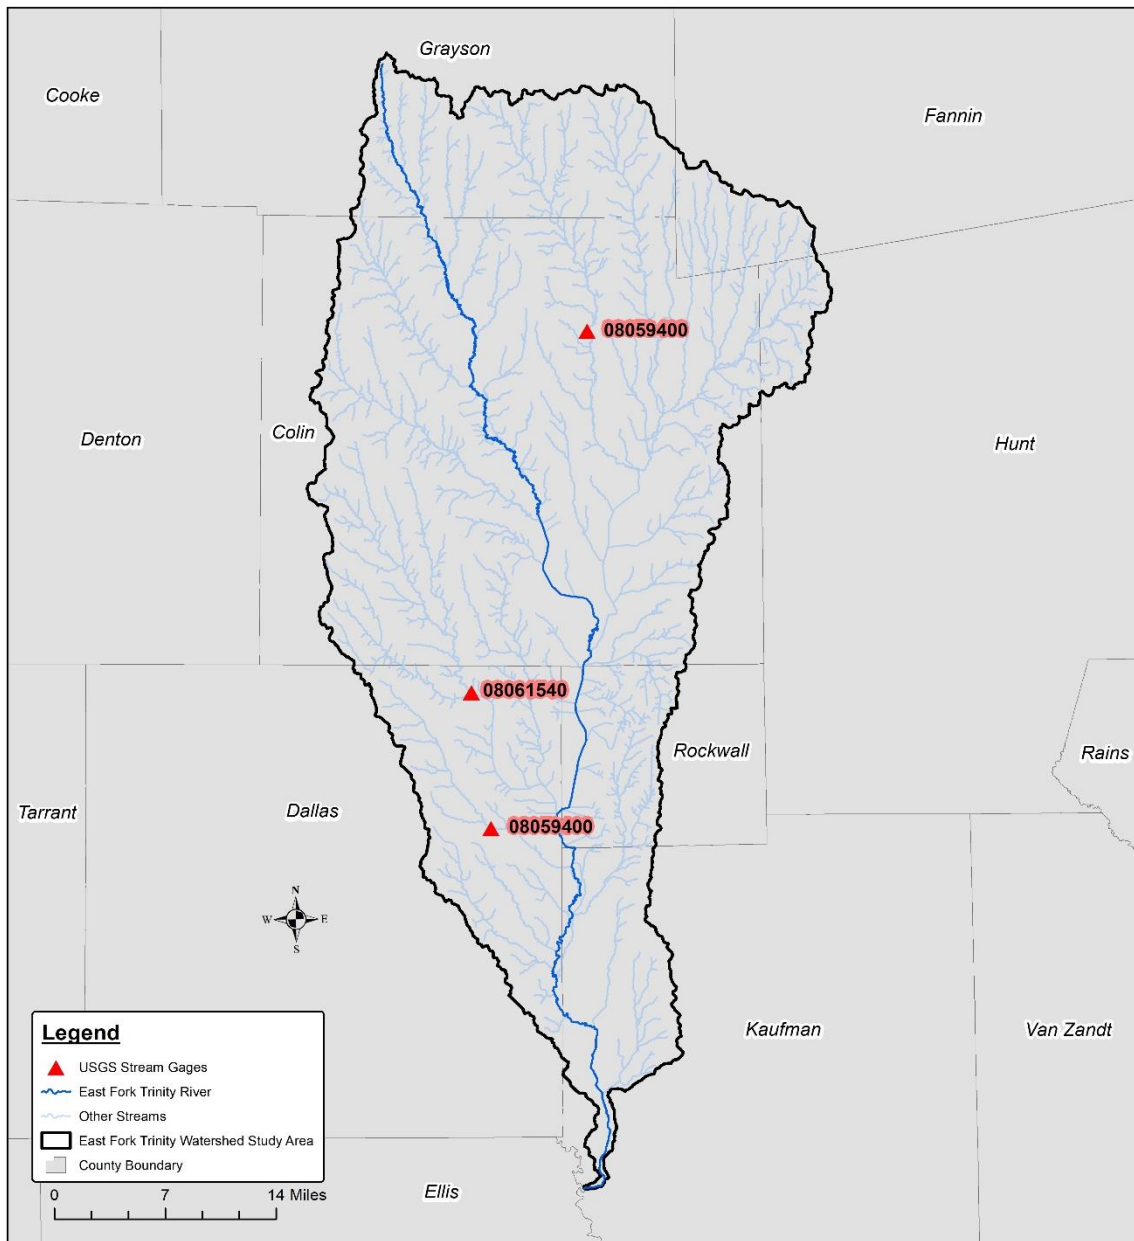 Grayson
Cooke
Fannin
08059400
Denton
Colin
Hunt
08061540
Rockwall
Rains
Tarrant
Dallas
08059400
N
W E
S
Kaufman
Van Zandt
Legend
USGS Stream Gages
East Fork Trinity River
Other Streams
East Fork Trinity Watershed Study Area
County Boundary
Ellis
0 7 14 Miles